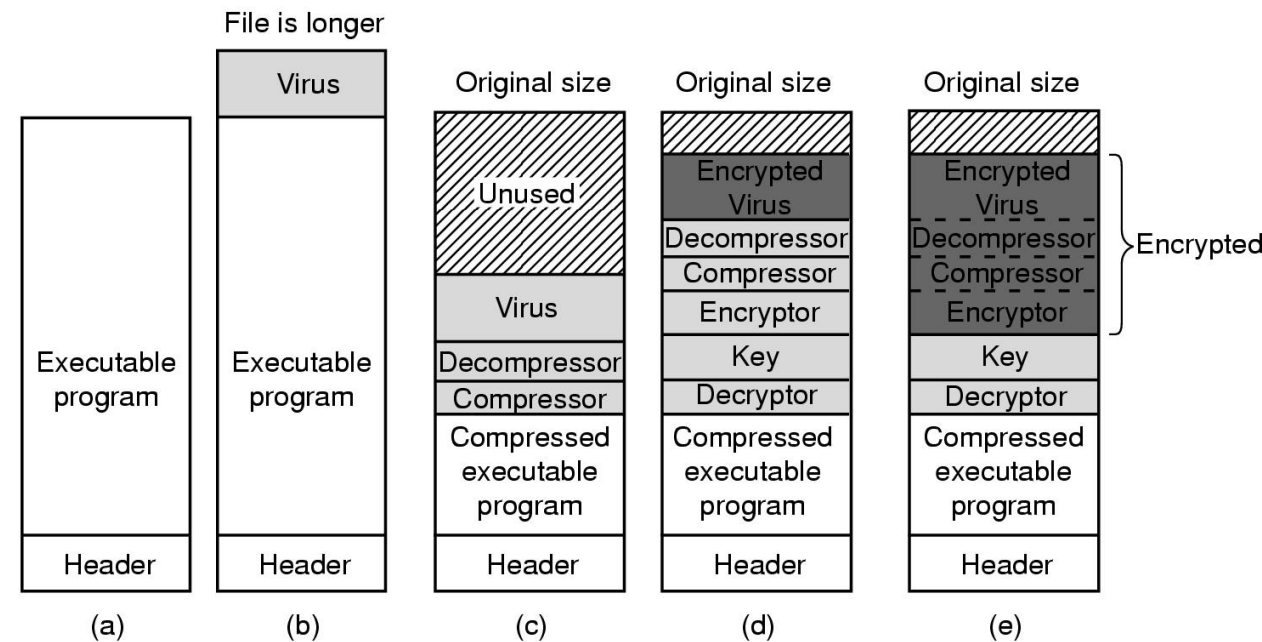 File is longer
Virus
Executable
program
Header
(a)
Executable
program
Header
(b)
Original size
Unused
Virus
Decompressor
Compressor
Compressed
executable
program
Header
(c)
Original size
Encrypted
Virus
Decompressor
Compressor
Encryptor
Key
Decryptor
Compressed
executable
program
Header
(d)
Original size
Encrypted
Virus
Decompressor
Compressor
Encryptor
Key
Decryptor
Compressed
executable
program
Header
(e)
Encrypted